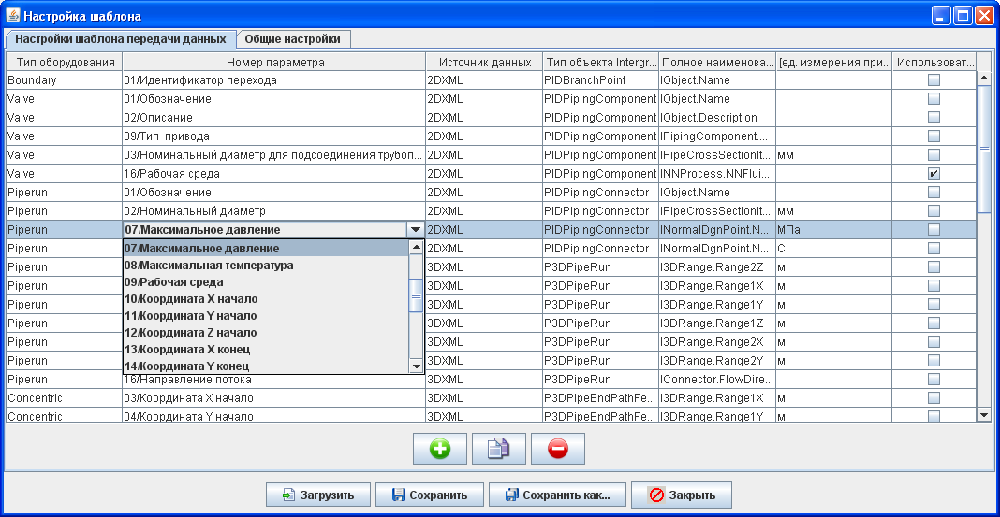 Настройка шаблона
Настройки шаблона передачи данных Общие настройки
Тип оборудования Номер параметра Источник данных Тип объекта Intergr... Полное наименова... [ед. измерения при... Использоват...
Boundary 01/Идентификатор перехода 2DXML PIDBranchPoint IObject.Name
Valve 01/Обозначение 2DXML PIDPipingComponent IObject.Name
Valve 02/Описание 2DXML PIDPipingComponent IObject.Description
Valve 09/Тип привода 2DXML PIDPipingComponent IPipingComponent....
Valve 03/Номинальный диаметр для подсоединения трубоп... 2DXML PIDPipingComponent IPipeCrossSectionIt... мм
Valve 16/Рабочая среда 2DXML PIDPipingComponent INNProcess.NNFlui...
Piperun 01/Обозначение 2DXML PIDPipingConnector IObject.Name
Piperun 02/Номинальный диаметр 2DXML PIDPipingConnector IPipeCrossSectionIt... мм
Piperun 07/Максимальное давление 2DXML PIDPipingConnector INormalDgnPoint.N... МПа
Piperun 07/Максимальное давление 2DXML PIDPipingConnector INormalDgnPoint.N... C
Piperun 08/Максимальная температура 3DXML P3DPipeRun I3DRange.Range2Z м
Piperun 09/Рабочая среда 3DXML P3DPipeRun I3DRange.Range1X м
Piperun 10/Координата X начало 3DXML P3DPipeRun I3DRange.Range1Y м
Piperun 11/Координата Y начало 3DXML P3DPipeRun I3DRange.Range1Z м
Piperun 12/Координата Z начало 3DXML P3DPipeRun I3DRange.Range2X м
Piperun 13/Координата X конец 3DXML P3DPipeRun I3DRange.Range2Y м
14/Координата Y конец
Piperun 16/Направление потока 3DXML P3DPipeRun IConnector.FlowDire...
Concentric 03/Координата X начало 3DXML P3DPipeEndPathFe... I3DRange.Range1X м
Concentric 04/Координата Y начало 3DXML P3DPipeEndPathFe... I3DRange.Range1Y м
Загрузить Сохранить Сохранить как... Закрыть